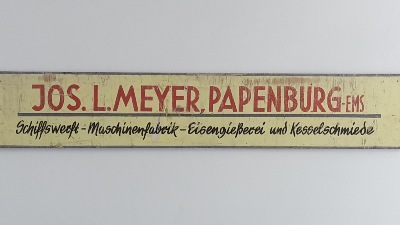 JOS. L. MEYER, PAPENBURG-EMS
Schiffswerft - Maschinenfabrik - Eisengießerei und Kesselschmiede